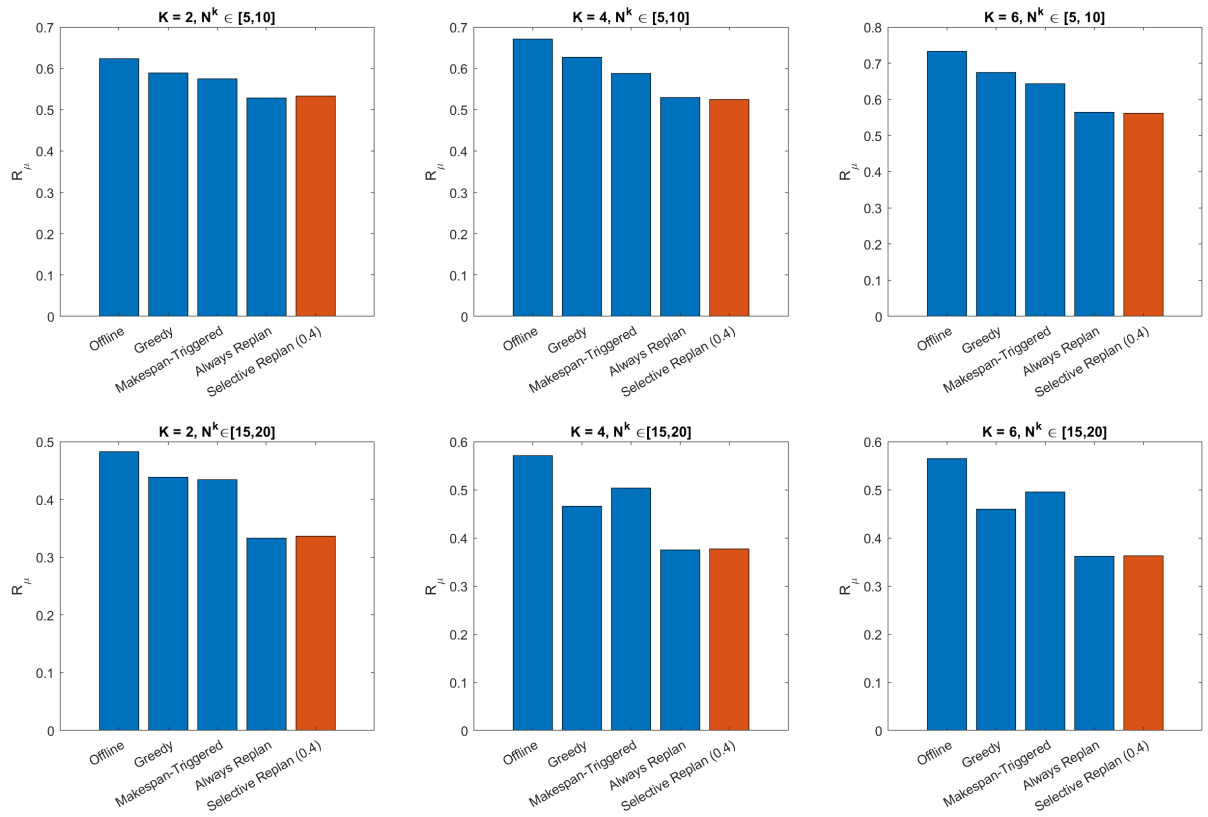 K = 2, N^k ∈ [5,10]
0.7
0.6
0.5
0.4
0.3
0.2
0.1
0
R_μ
Offline
Greedy
Makespan-Triggered
Always Replan
Selective Replan (0.4)
K = 4, N^k ∈ [5,10]
0.7
0.6
0.5
0.4
0.3
0.2
0.1
0
R_μ
Offline
Greedy
Makespan-Triggered
Always Replan
Selective Replan (0.4)
K = 6, N^k ∈ [5, 10]
0.8
0.7
0.6
0.5
0.4
0.3
0.2
0.1
0
R_μ
Offline
Greedy
Makespan-Triggered
Always Replan
Selective Replan (0.4)
K = 2, N^k ∈[15,20]
0.5
0.4
0.3
0.2
0.1
0
R_μ
Offline
Greedy
Makespan-Triggered
Always Replan
Selective Replan (0.4)
K = 4, N^k ∈[15,20]
0.6
0.5
0.4
0.3
0.2
0.1
0
R_μ
Offline
Greedy
Makespan-Triggered
Always Replan
Selective Replan (0.4)
K = 6, N^k ∈ [15,20]
0.6
0.5
0.4
0.3
0.2
0.1
0
R_μ
Offline
Greedy
Makespan-Triggered
Always Replan
Selective Replan (0.4)